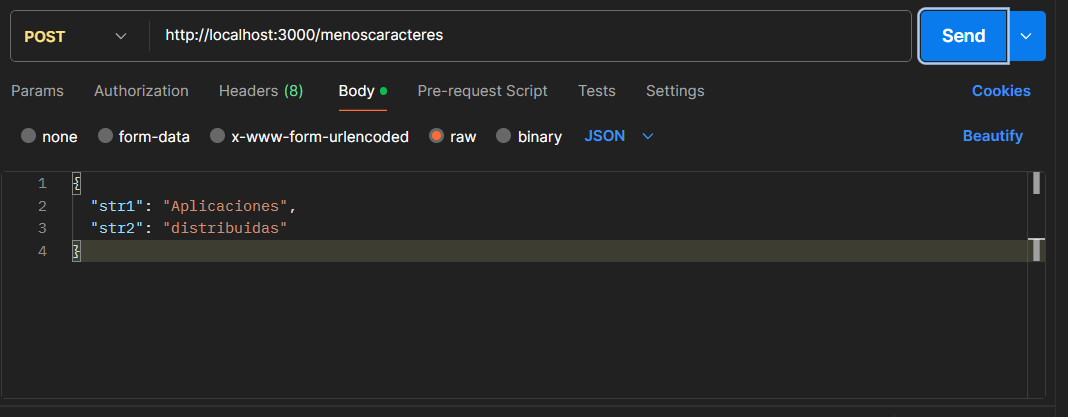 POST http://localhost:3000/menoscaracteres Send
Params Authorization Headers (8) Body Pre-request Script Tests Settings Cookies
none form-data x-www-form-urlencoded raw binary JSON Beautify
1 {
2 "str1": "Aplicaciones",
3 "str2": "distribuidas"
4 }